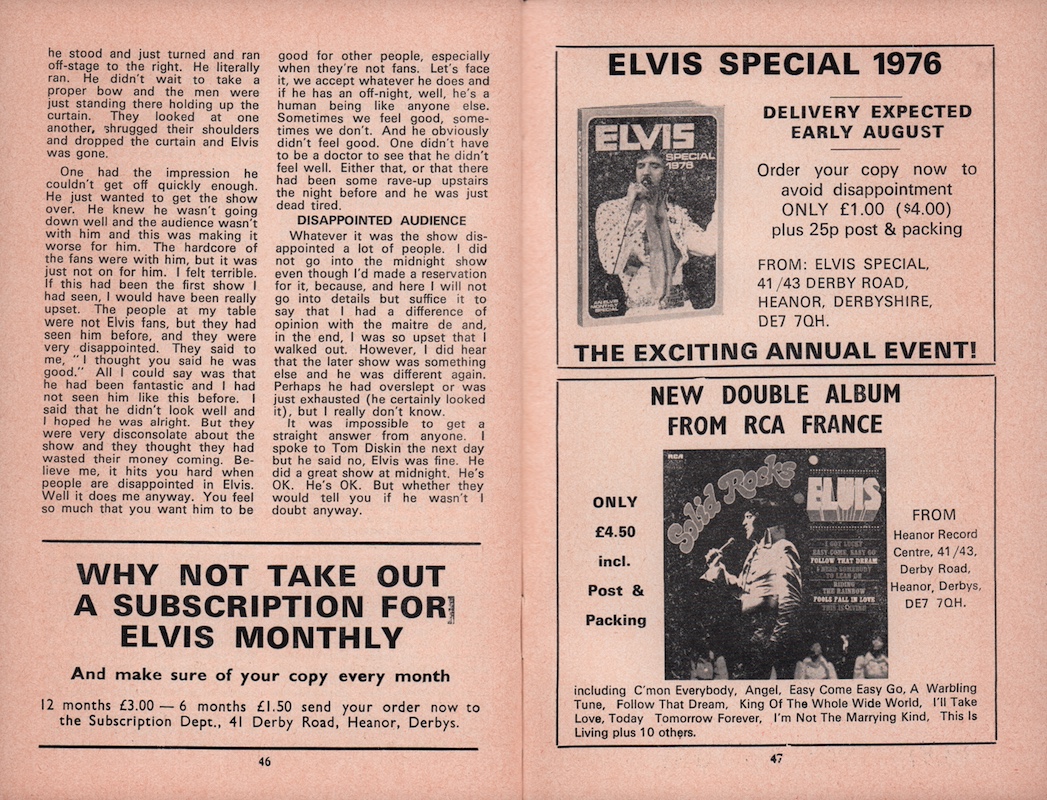 he stood and just turned and ran
off-stage to the right. He literally
ran. He didn't wait to take a
proper bow and the men were
just standing there holding up the
curtain. They looked at one
another, shrugged their shoulders
and dropped the curtain and Elvis
was gone.
One had the impression he
couldn't get off quickly enough.
He just wanted to get the show
over. He knew he wasn't going
down well and the audience wasn't
with him and this was making it
worse for him. The hardcore of
the fans were with him, but it was
just not on for him. I felt terrible.
If this had been the first show I
had seen, I would have been really
upset. The people at my table
were not Elvis fans, but they had
seen him before, and they were
very disappointed. They said to
me, "I thought you said he was
good." All I could say was that
he had been fantastic and I had
not seen him like this before. I
said that he didn't look well and
I hoped he was alright. But they
were very disconsolate about the
show and they thought they had
wasted their money coming. Be-
lieve me, it hits you hard when
people are disappointed in Elvis.
Well it does me anyway. You feel
so much that you want him to be
good for other people, especially
when they're not fans. Let's face
it, we accept whatever he does and
if he has an off-night, well, he's a
human being like anyone else.
Sometimes we feel good, some-
times we don't. And he obviously
didn't feel good. One didn't have
to be a doctor to see that he didn't
feel well. Either that, or that there
had been some rave-up upstairs
the night before and he was just
dead tired.
DISAPPOINTED AUDIENCE
Whatever it was the show dis-
appointed a lot of people. I did
not go into the midnight show
even though I'd made a reservation
for it, because, and here I will not
go into details but suffice it to
say that I had a difference of
opinion with the maitre de and,
in the end, I was so upset that I
walked out. However, I did hear
that the later show was something
else and he was different again.
Perhaps he had overslept or was
just exhausted (he certainly looked
it), but I really don't know.
It was impossible to get a
straight answer from anyone. I
spoke to Tom Diskin the next day
but he said no, Elvis was fine. He
did a great show at midnight. He's
OK. He's OK. But whether they
would tell you if he wasn't I
doubt anyway.
WHY NOT TAKE OUT
A SUBSCRIPTION FOR
ELVIS MONTHLY
And make sure of your copy every month
12 months £3.00 — 6 months £1.50 send your order now to
the Subscription Dept., 41 Derby Road, Heanor, Derbys.
46
ELVIS SPECIAL 1976
ELVIS
SPECIAL
1976
AN ELVIS
MONTHLY
SPECIAL
DELIVERY EXPECTED
EARLY AUGUST
Order your copy now to
avoid disappointment
ONLY £1.00 ($4.00)
plus 25p post & packing
FROM: ELVIS SPECIAL,
41/43 DERBY ROAD,
HEANOR, DERBYSHIRE,
DE7 7QH.
THE EXCITING ANNUAL EVENT!
NEW DOUBLE ALBUM
FROM RCA FRANCE
ONLY
£4.50
incl.
Post &
Packing
RCA
Solid Rocks
ELVIS
I GOT LUCKY
EASY COME, EASY GO
FOLLOW THAT DREAM
I NEED SOMEBODY
TO LEAN ON
RIDING
THE RAINBOW
FOOLS FALL IN LOVE
THIS IS LIVING
FROM
Heanor Record
Centre, 41/43,
Derby Road,
Heanor, Derbys,
DE7 7QH.
including C'mon Everybody, Angel, Easy Come Easy Go, A Warbling
Tune, Follow That Dream, King Of The Whole Wide World, I'll Take
Love, Today Tomorrow Forever, I'm Not The Marrying Kind, This Is
Living plus 10 others.
47